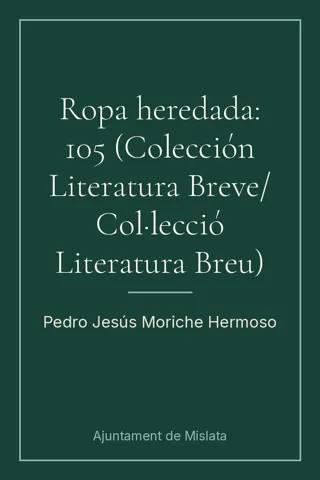 Ropa heredada:
105 (Colección
Literatura Breve/
Col·lecció
Literatura Breu)
Pedro Jesús Moriche Hermoso
Ajuntament de Mislata